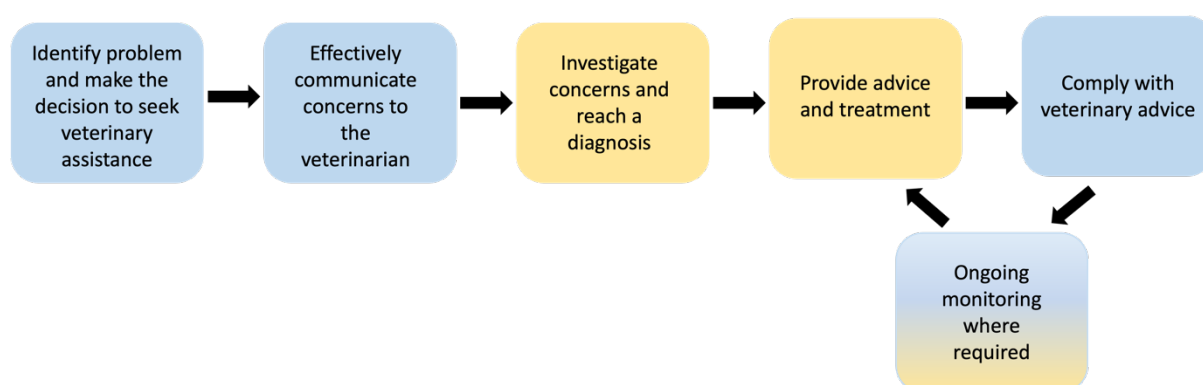 Identify problem
and make the
decision to seek
veterinary
assistance
Effectively
communicate
concerns to
the
veterinarian
Investigate
concerns and
reach a
diagnosis
Provide advice
and treatment
Comply with
veterinary advice
Ongoing
monitoring
where
required